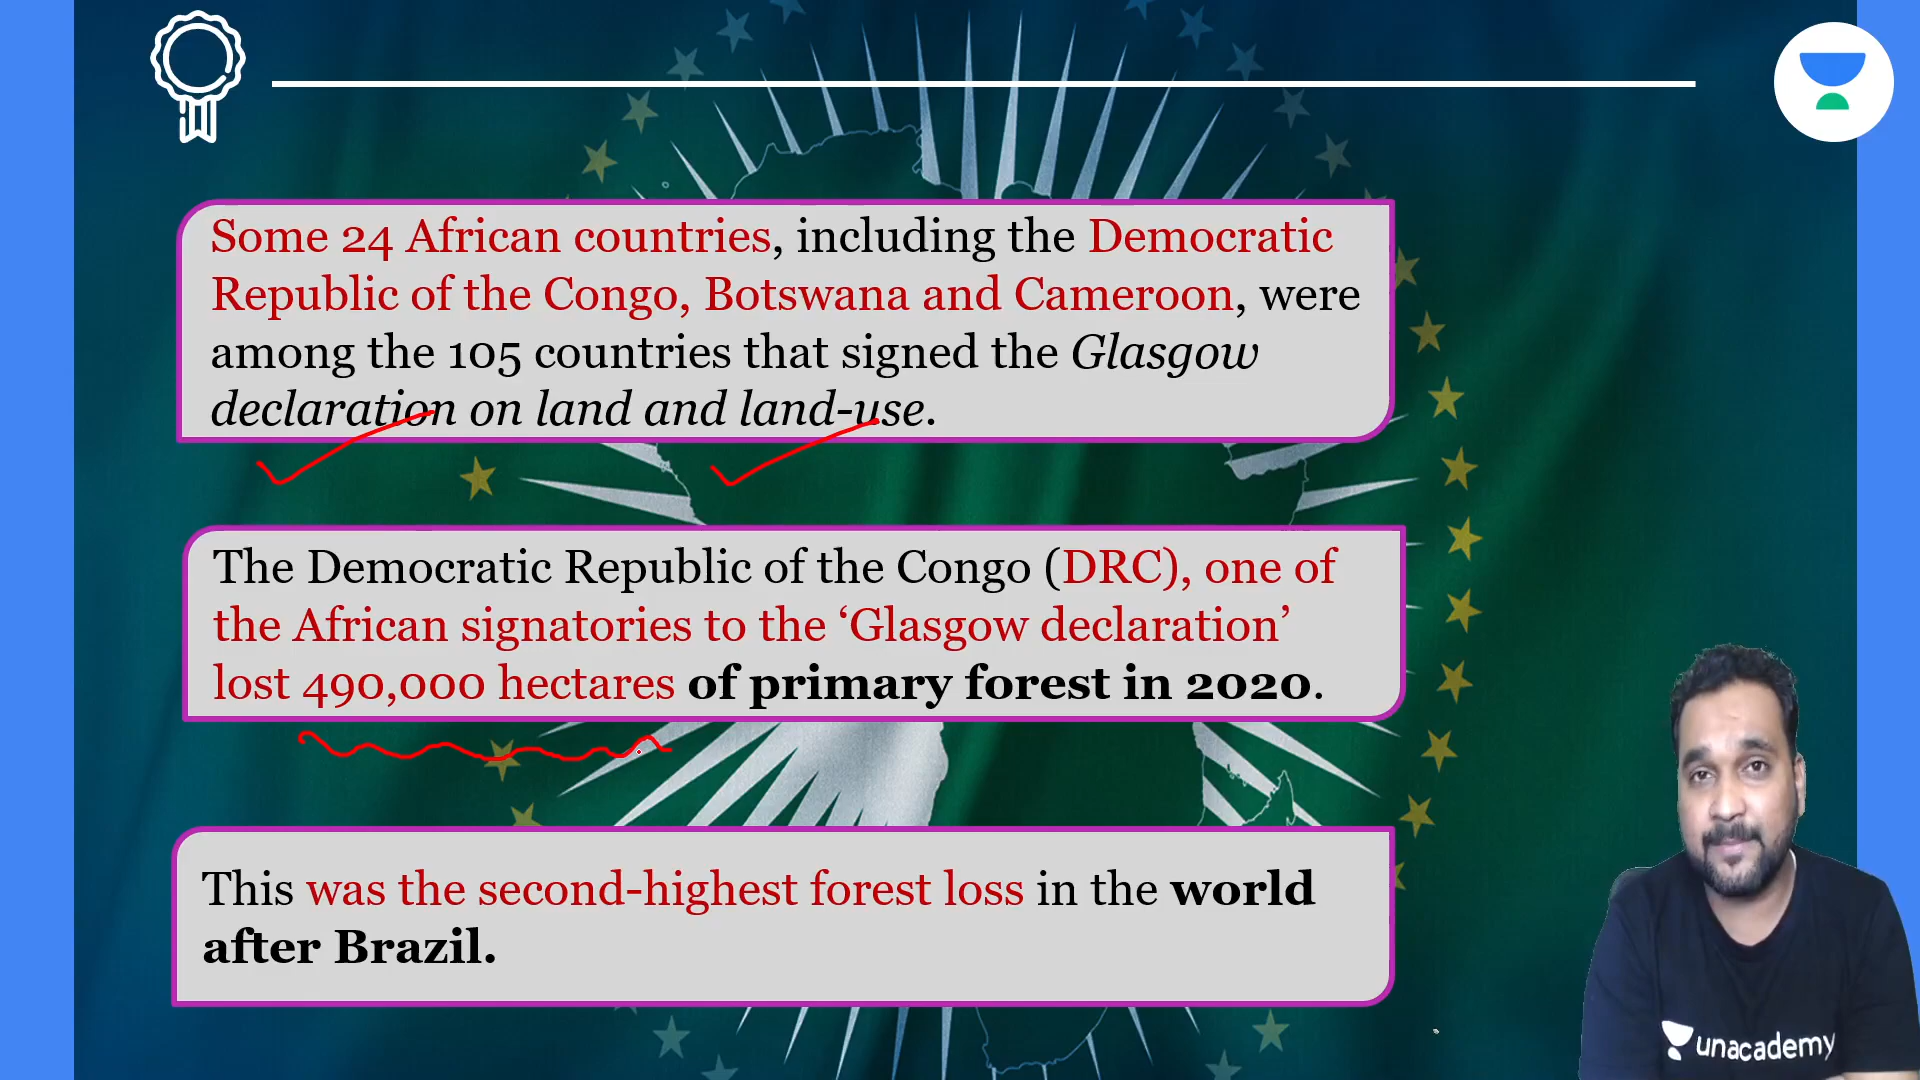 Some 24 African countries, including the Democratic
Republic of the Congo, Botswana and Cameroon, were
among the 105 countries that signed the Glasgow
declaration on land and land-use.
The Democratic Republic of the Congo (DRC), one of
the African signatories to the ‘Glasgow declaration’
lost 490,000 hectares of primary forest in 2020.
This was the second-highest forest loss in the world
after Brazil.
unacademy